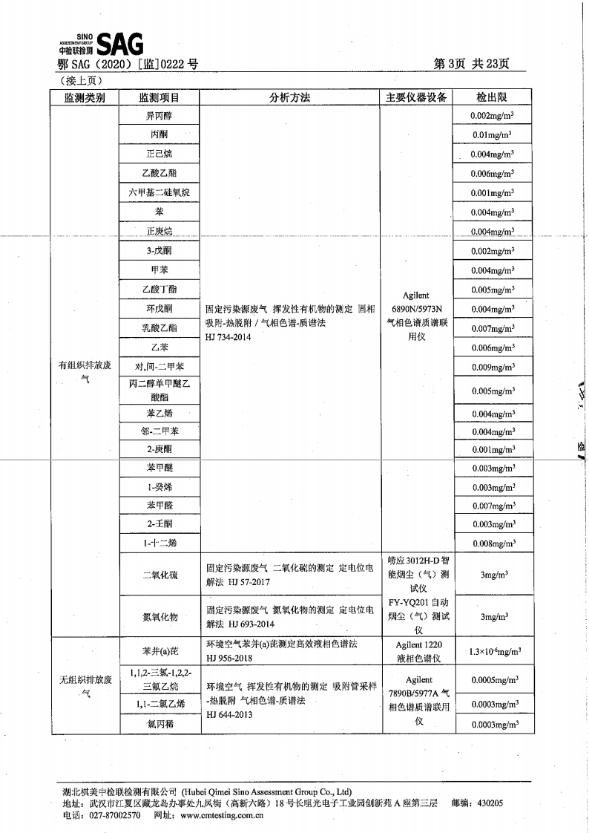 SINO
ASSESSMENT GROUP
中检联检测 SAG
鄂 SAG（2020）[监]0222 号 第 3页 共 23页
（接上页）
监测类别 监测项目 分析方法 主要仪器设备 检出限
异丙醇 0.002mg/m³
丙酮 0.01mg/m³
正己烷 0.004mg/m³
乙酸乙酯 0.006mg/m³
六甲基二硅氧烷 0.001mg/m³
苯 0.004mg/m³
正庚烷 0.004mg/m³
3-戊酮 0.002mg/m³
甲苯 0.004mg/m³
乙酸丁酯 0.005mg/m³
环戊酮 0.004mg/m³
乳酸乙酯 0.007mg/m³
乙苯 0.006mg/m³
对,间-二甲苯 0.009mg/m³
丙二醇单甲醚乙
酸酯 0.005mg/m³
苯乙烯 0.004mg/m³
邻-二甲苯 0.004mg/m³
2-庚酮 0.001mg/m³
苯甲醚 0.003mg/m³
1-癸烯 0.003mg/m³
苯甲醛 0.007mg/m³
2-壬酮 0.003mg/m³
1-十二烯 0.008mg/m³
有组织排放废
气
固定污染源废气 挥发性有机物的测定 固相
吸附-热脱附 / 气相色谱-质谱法
HJ 734-2014
Agilent
6890N/5973N
气相色谱质谱联
用仪
二氧化硫
固定污染源废气 二氧化硫的测定 定电位电
解法 HJ 57-2017
崂应 3012H-D 智
能烟尘（气）测
试仪
3mg/m³
氮氧化物
固定污染源废气 氮氧化物的测定 定电位电
解法 HJ 693-2014
FY-YQ201 自动
烟尘（气）测试
仪
3mg/m³
无组织排放废
气
苯并(a)芘
环境空气苯并(a)芘测定高效液相色谱法
HJ 956-2018
Agilent 1220
液相色谱仪
1.3×10⁻⁶mg/m³
1,1,2-三氯-1,2,2-
三氟乙烷 0.0005mg/m³
1,1-二氯乙烯 0.0003mg/m³
氯丙稀 0.0003mg/m³
环境空气 挥发性有机物的测定 吸附管采样
-热脱附 气相色谱-质谱法
HJ 644-2013
Agilent
7890B/5977A 气
相色谱质谱联用
仪
湖北祺美中检联检测有限公司 (Hubei Qimei Sino Assessment Group Co., Ltd)
地址：武汉市江夏区藏龙岛办事处九凤街（高新六路）18 号长咀光电子工业园创新苑 A 座第三层 邮编：430205
电话：027-87002570 网址：www.cmtesting.com.cn